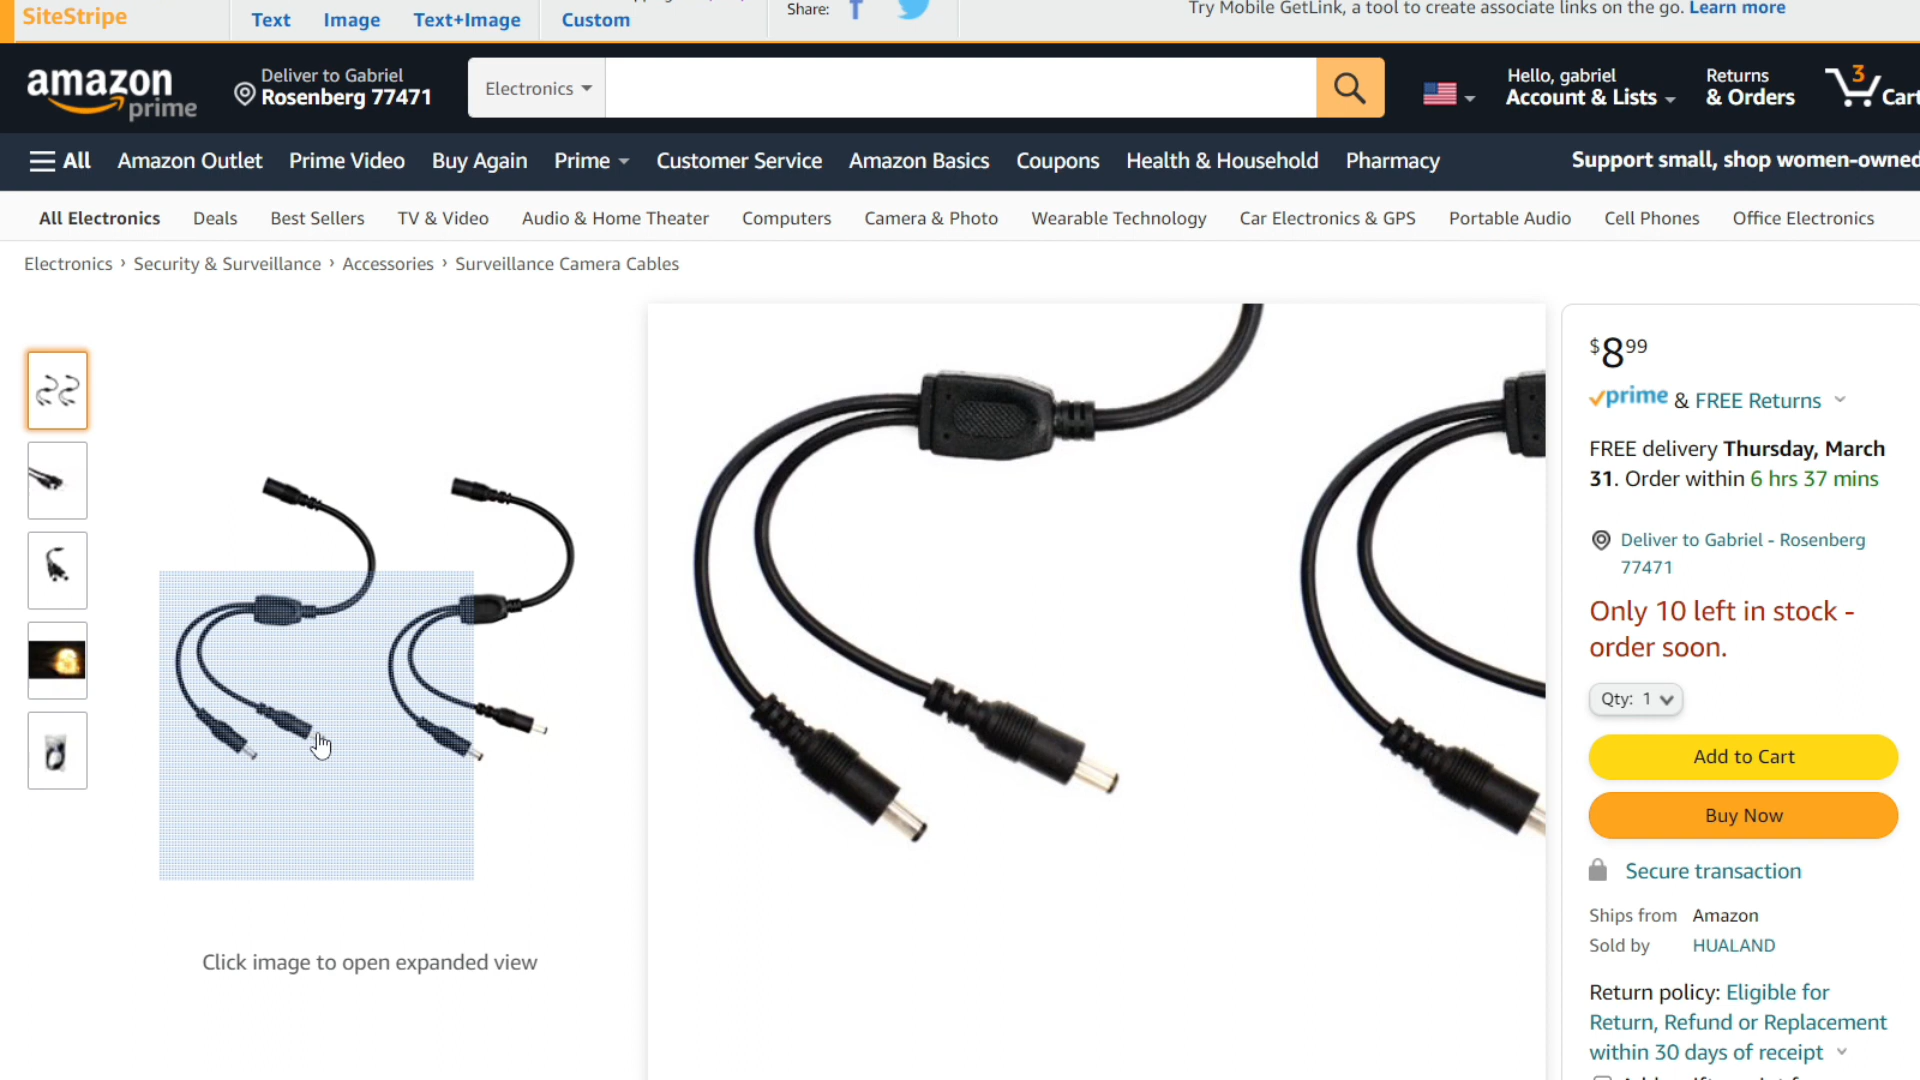 SiteStripe
Text Image Text+Image Custom
Share:
Try Mobile GetLink, a tool to create associate links on the go. Learn more
amazon
prime
Deliver to Gabriel
Rosenberg 77471
Electronics
Hello, gabriel
Account & Lists
Returns
& Orders
3
Cart
All Amazon Outlet Prime Video Buy Again Prime Customer Service Amazon Basics Coupons Health & Household Pharmacy Support small, shop women-owned
All Electronics Deals Best Sellers TV & Video Audio & Home Theater Computers Camera & Photo Wearable Technology Car Electronics & GPS Portable Audio Cell Phones Office Electronics
Electronics › Security & Surveillance › Accessories › Surveillance Camera Cables
Click image to open expanded view
$8 99
prime & FREE Returns
FREE delivery Thursday, March
31. Order within 6 hrs 37 mins
Deliver to Gabriel - Rosenberg
77471
Only 10 left in stock -
order soon.
Qty: 1
Add to Cart
Buy Now
Secure transaction
Ships from Amazon
Sold by HUALAND
Return policy: Eligible for
Return, Refund or Replacement
within 30 days of receipt